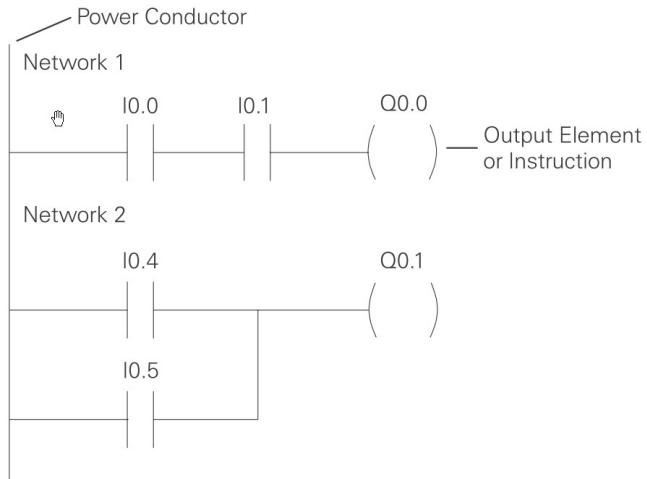 Power Conductor
Network 1
I0.0 I0.1 Q0.0
Output Element
or Instruction
Network 2
I0.4 Q0.1
I0.5